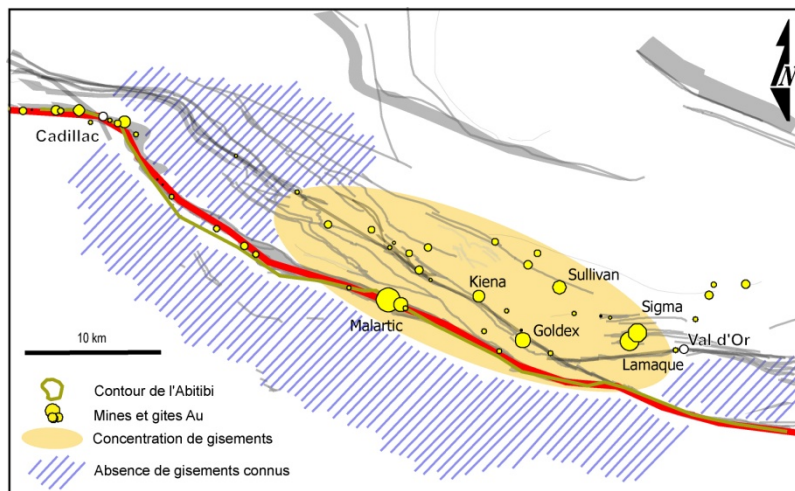 N
Cadillac
Kiena
Sullivan
Sigma
Malartic
Goldex
Val d'Or
Lamaque
10 km
Contour de l'Abitibi
Mines et gites Au
Concentration de gisements
Absence de gisements connus